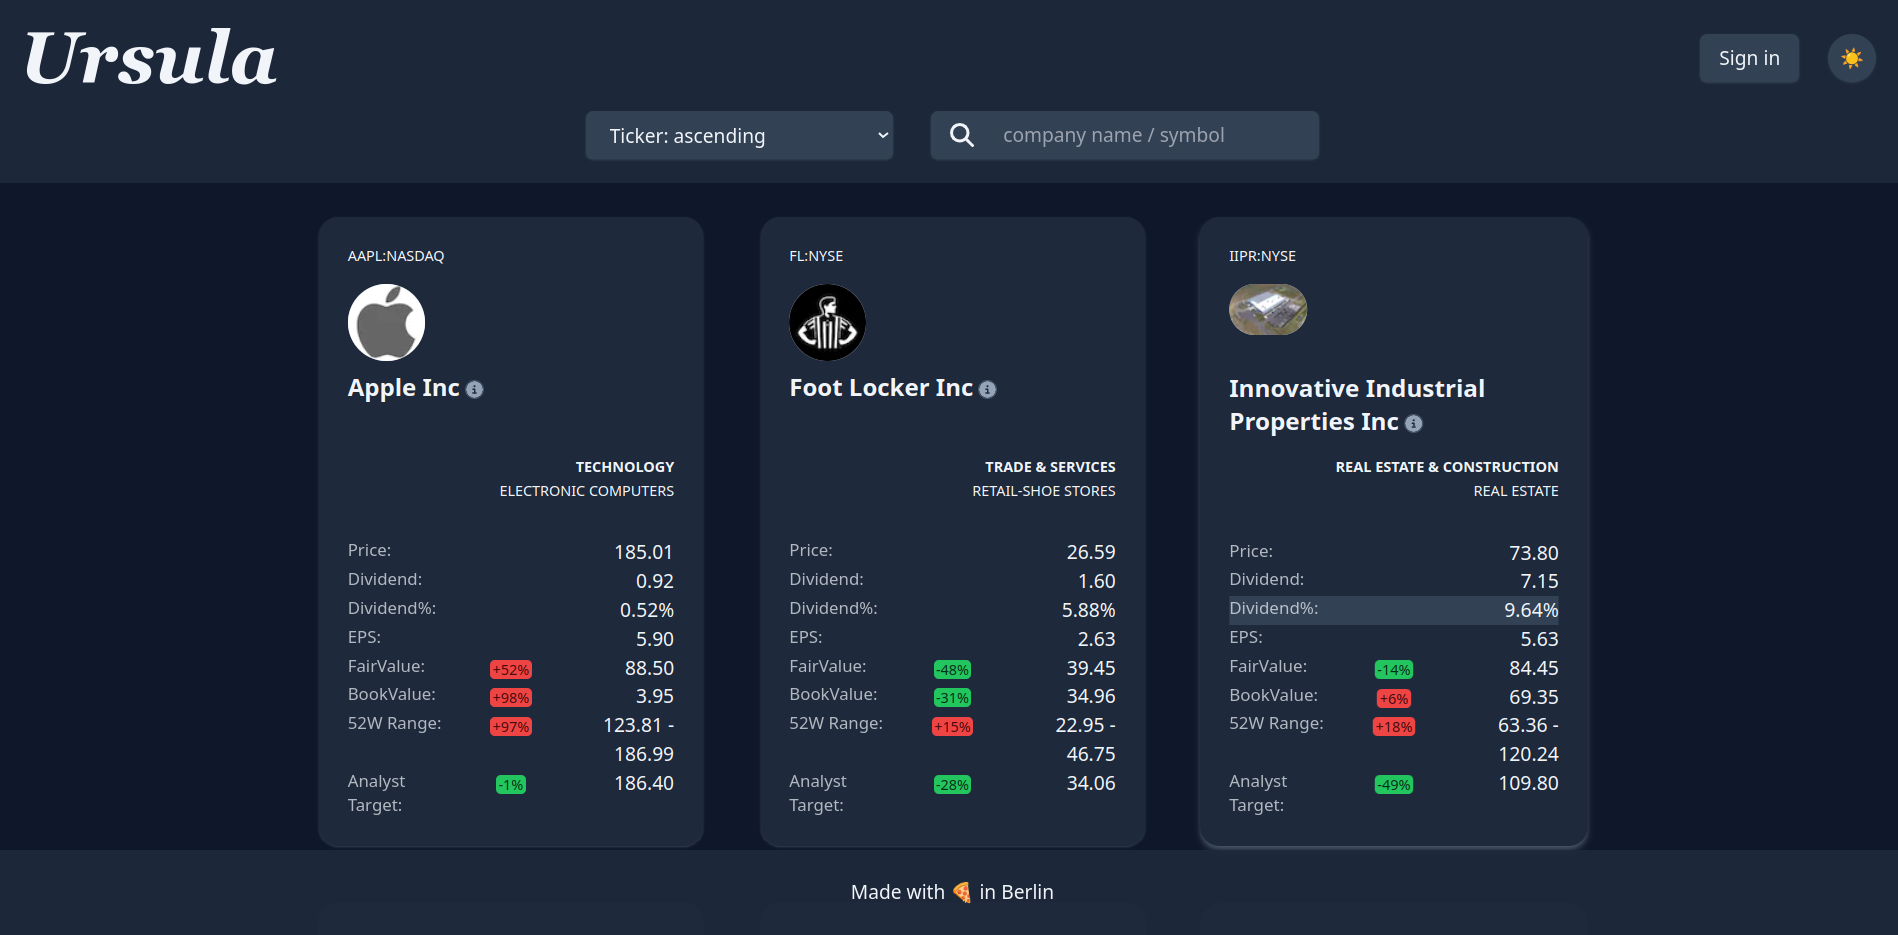 Ursula
Sign in
Ticker: ascending
company name / symbol
AAPL:NASDAQ
Apple Inc
TECHNOLOGY
ELECTRONIC COMPUTERS
Price: 185.01
Dividend: 0.92
Dividend%: 0.52%
EPS: 5.90
FairValue: +52% 88.50
BookValue: +98% 3.95
52W Range: +97% 123.81 -
186.99
Analyst -1% 186.40
Target:
FL:NYSE
Foot Locker Inc
TRADE & SERVICES
RETAIL-SHOE STORES
Price: 26.59
Dividend: 1.60
Dividend%: 5.88%
EPS: 2.63
FairValue: -48% 39.45
BookValue: -31% 34.96
52W Range: +15% 22.95 -
46.75
Analyst -28% 34.06
Target:
IIPR:NYSE
Innovative Industrial
Properties Inc
REAL ESTATE & CONSTRUCTION
REAL ESTATE
Price: 73.80
Dividend: 7.15
Dividend%: 9.64%
EPS: 5.63
FairValue: -14% 84.45
BookValue: +6% 69.35
52W Range: +18% 63.36 -
120.24
Analyst -49% 109.80
Target:
Made with 🍕 in Berlin